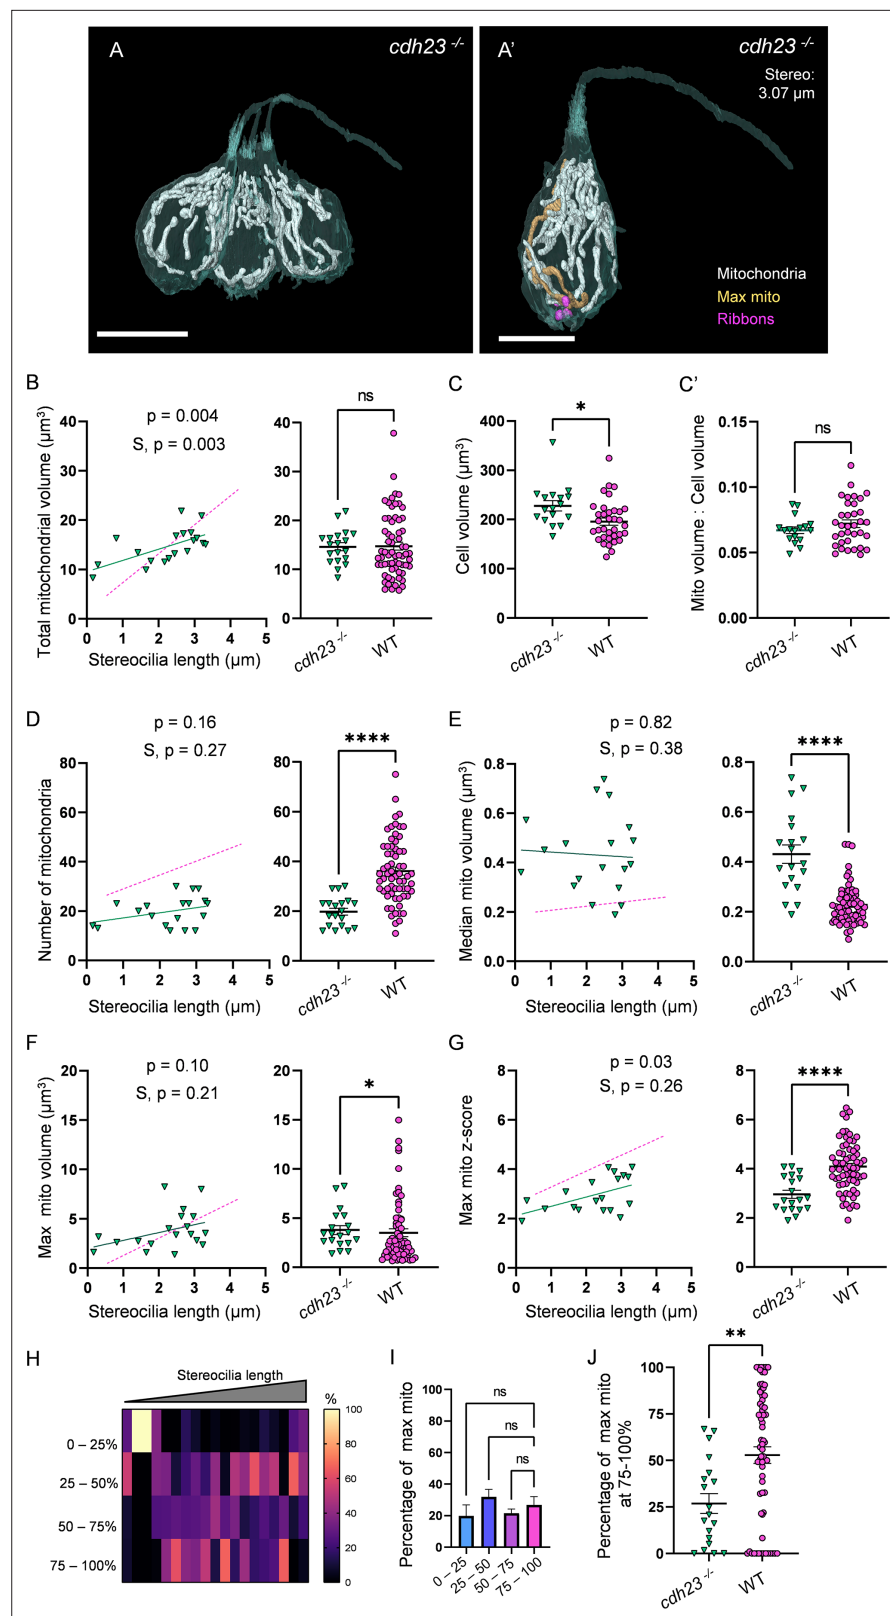 A
cdh23 -/-
A'
cdh23 -/-
Stereo:
3.07 µm
Mitochondria
Max mito
Ribbons
B
Total mitochondrial volume (µm³)
p = 0.004
S, p = 0.003
20
30
40
10
0
0 1 2 3 4 5
Stereocilia length (µm)
ns
40
30
20
10
0
cdh23 -/-
WT
C
Cell volume (µm³)
*
400
300
200
100
0
cdh23 -/-
WT
C'
Mito volume : Cell volume
ns
0.15
0.10
0.05
0.00
cdh23 -/-
WT
D
Number of mitochondria
p = 0.16
S, p = 0.27
80
60
40
20
0
0 1 2 3 4 5
Stereocilia length (µm)
****
80
60
40
20
0
cdh23 -/-
WT
E
Median mito volume (µm³)
p = 0.82
S, p = 0.38
0.8
0.6
0.4
0.2
0.0
0 1 2 3 4 5
Stereocilia length (µm)
****
0.8
0.6
0.4
0.2
0.0
cdh23 -/-
WT
F
Max mito volume (µm³)
p = 0.10
S, p = 0.21
20
15
10
5
0
0 1 2 3 4 5
Stereocilia length (µm)
*
20
15
10
5
0
cdh23 -/-
WT
G
Max mito z-score
p = 0.03
S, p = 0.26
8
6
4
2
0
0 1 2 3 4 5
Stereocilia length (µm)
****
8
6
4
2
0
cdh23 -/-
WT
H
Stereocilia length
0 – 25%
25 – 50%
50 – 75%
75 – 100%
%
100
80
60
40
20
0
I
Percentage of max mito
100
80
60
40
20
0
ns
ns
ns
0 – 25
25 – 50
50 – 75
75 – 100
J
Percentage of max mito
at 75-100%
**
100
75
50
25
0
cdh23 -/-
WT